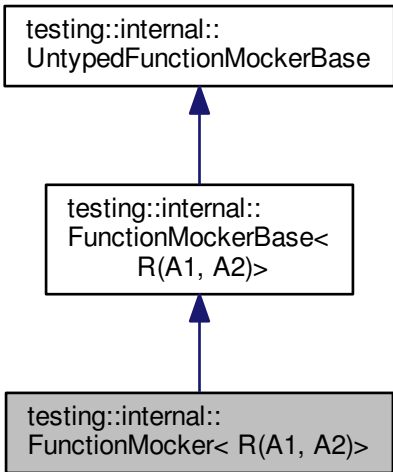 testing::internal::
UntypedFunctionMockerBase
testing::internal::
FunctionMockerBase<
R(A1, A2)>
testing::internal::
FunctionMocker< R(A1, A2)>